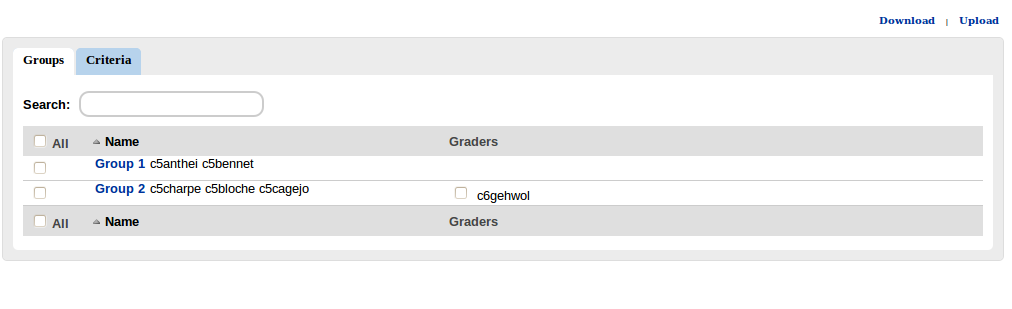 Download | Upload
Groups Criteria
Search:
All Name Graders
Group 1 c5anthei c5bennet
Group 2 c5charpe c5bloche c5cagejo c6gehwol
All Name Graders